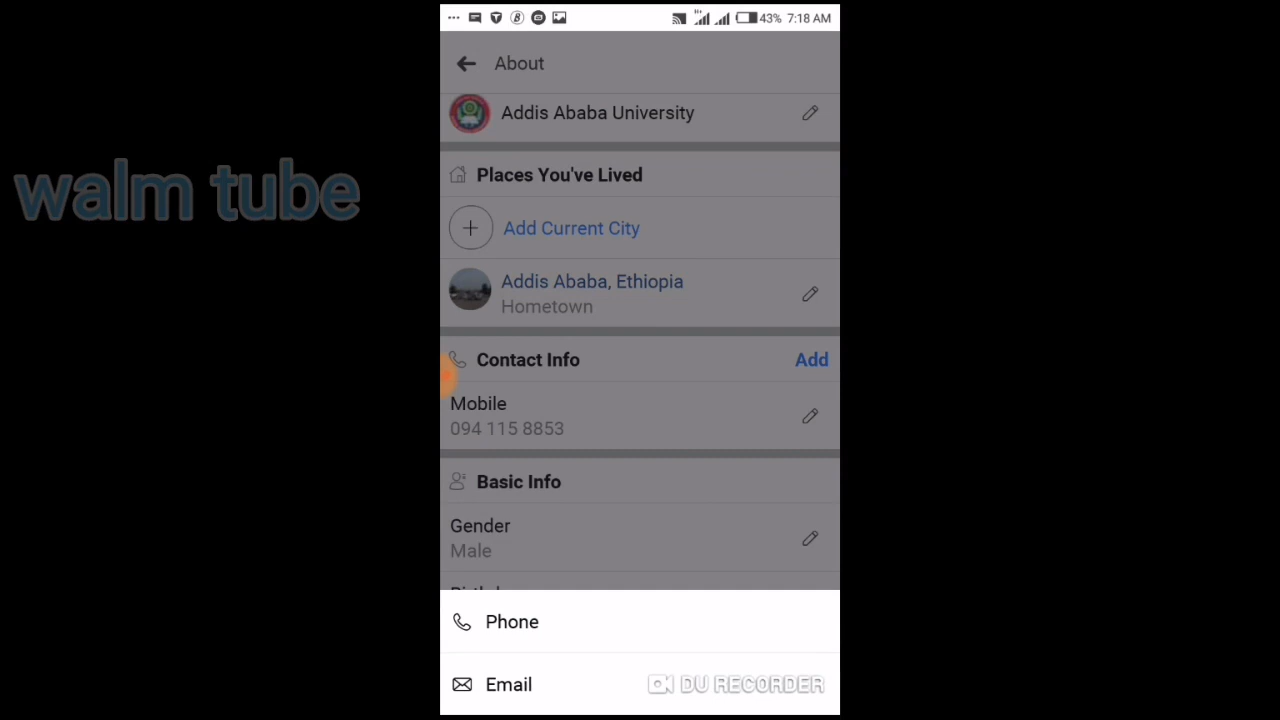 43% 7:18 AM
About
Addis Ababa University
Places You've Lived
Add Current City
Addis Ababa, Ethiopia
Hometown
Contact Info Add
Mobile
094 115 8853
Basic Info
Gender
Male
Phone
Email
DU RECORDER
walm tube